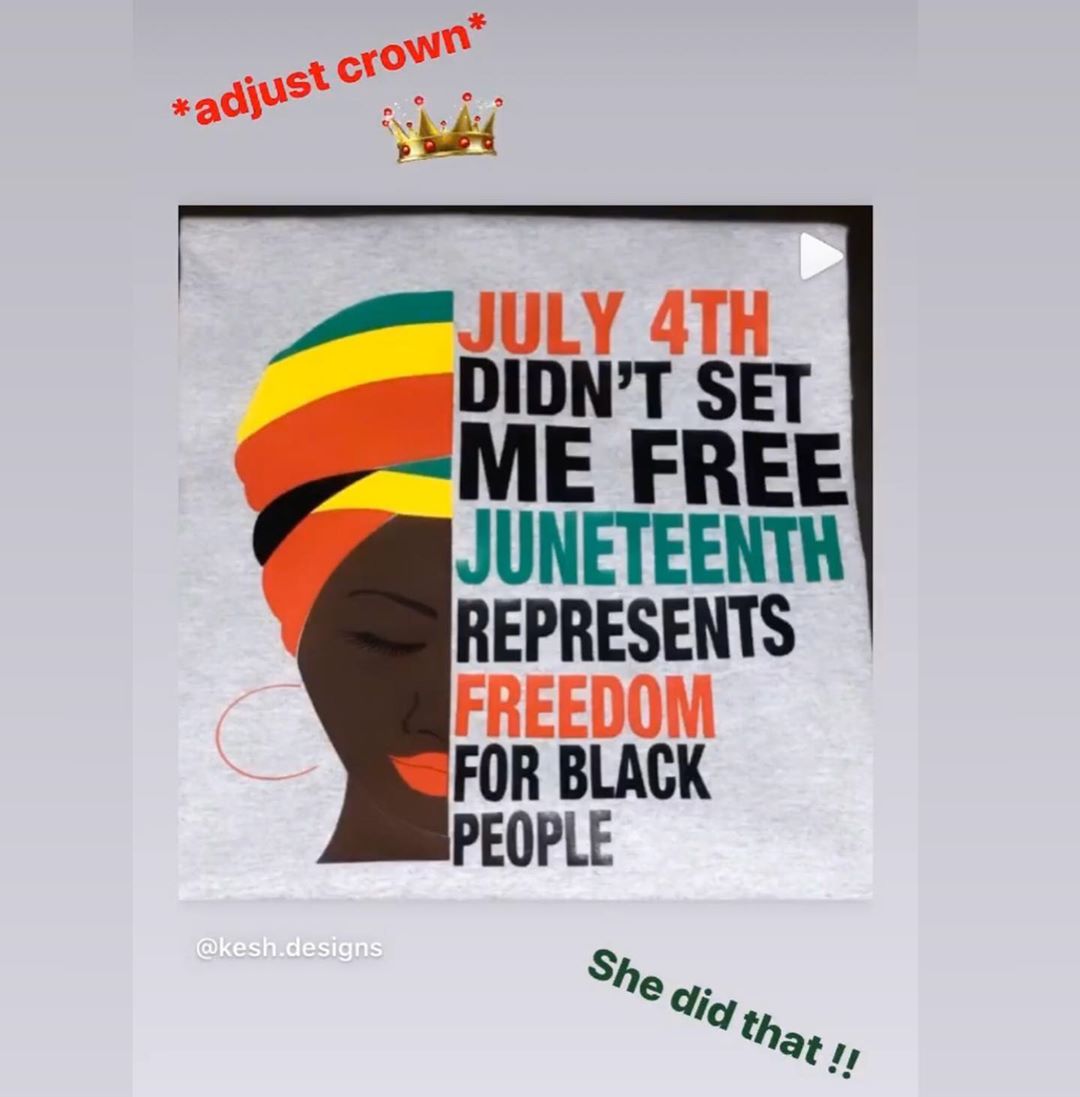 *adjust crown*
JULY 4TH
DIDN'T SET
ME FREE
JUNETEENTH
REPRESENTS
FREEDOM
FOR BLACK
PEOPLE
@kesh.designs
She did that !!